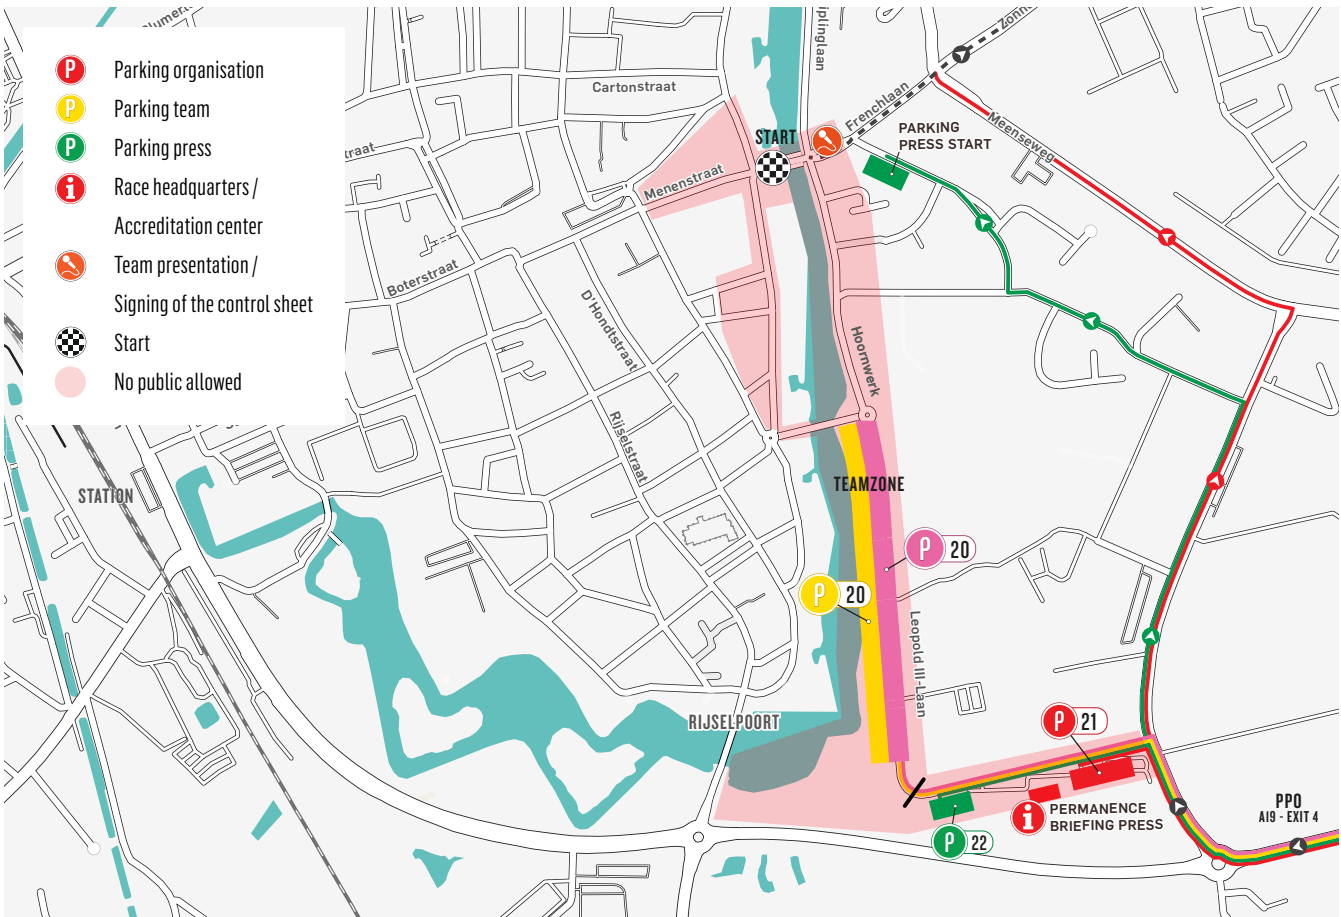 P Parking organisation
P Parking team
P Parking press
i Race headquarters /
Accreditation center
Team presentation /
Signing of the control sheet
Start
No public allowed
Cartonstraat
START
Frenchlaan
PARKING
PRESS START
Meenseweg
Menenstraat
Boterstraat
D'Hondtstraat
Hoornwerk
Rijselstraat
STATION
TEAMZONE
P 20
P 20
Leopold III-Laan
RIJSELPOORT
P 21
i PERMANENCE
BRIEFING PRESS
P 22
PPO
A19 - EXIT 4